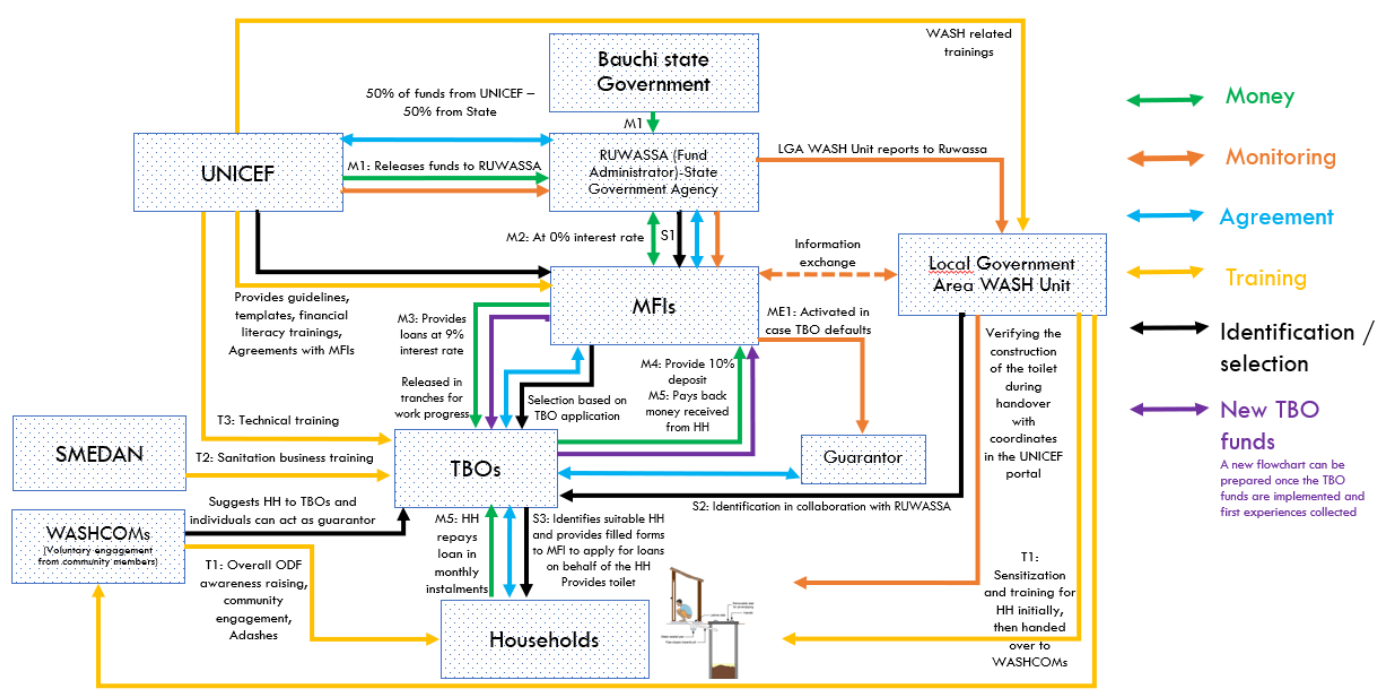 WASH related
trainings
Bauchi state
Government
50% of funds from UNICEF –
50% from State
M1
UNICEF
M1: Releases funds to RUWASSA
RUWASSA (Fund
Administrator)-State
Government Agency
LGA WASH Unit reports to Ruwassa
M2: At 0% interest rate
S1
Information
exchange
Local Government
Area WASH Unit
MFIs
Provides guidelines,
templates, financial
literacy trainings,
Agreements with MFIs
M3: Provides
loans at 9%
interest rate
Released in
tranches for
work progress
Selection based on
TBO application
M4: Provide 10%
deposit
M5: Pays back
money received
from HH
ME1: Activated in
case TBO defaults
Verifying the
construction
of the toilet
during
handover
with
coordinates
in the UNICEF
portal
T3: Technical training
SMEDAN
T2: Sanitation business training
TBOs
Guarantor
Suggests HH to TBOs and
individuals can act as guarantor
S2: Identification in collaboration with RUWASSA
WASHCOMs
(Voluntary engagement
from community members)
T1: Overall ODF
awareness raising,
community
engagement,
Adashes
M5: HH
repays
loan in
monthly
instalments
S3: Identifies suitable HH
and provides filled forms
to MFI to apply for loans
on behalf of the HH
Provides toilet
T1:
Sensitization
and training for
HH initially,
then handed
over to
WASHCOMs
Households
Money
Monitoring
Agreement
Training
Identification /
selection
New TBO
funds
A new flowchart can be
prepared once the TBO
funds are implemented and
first experiences collected